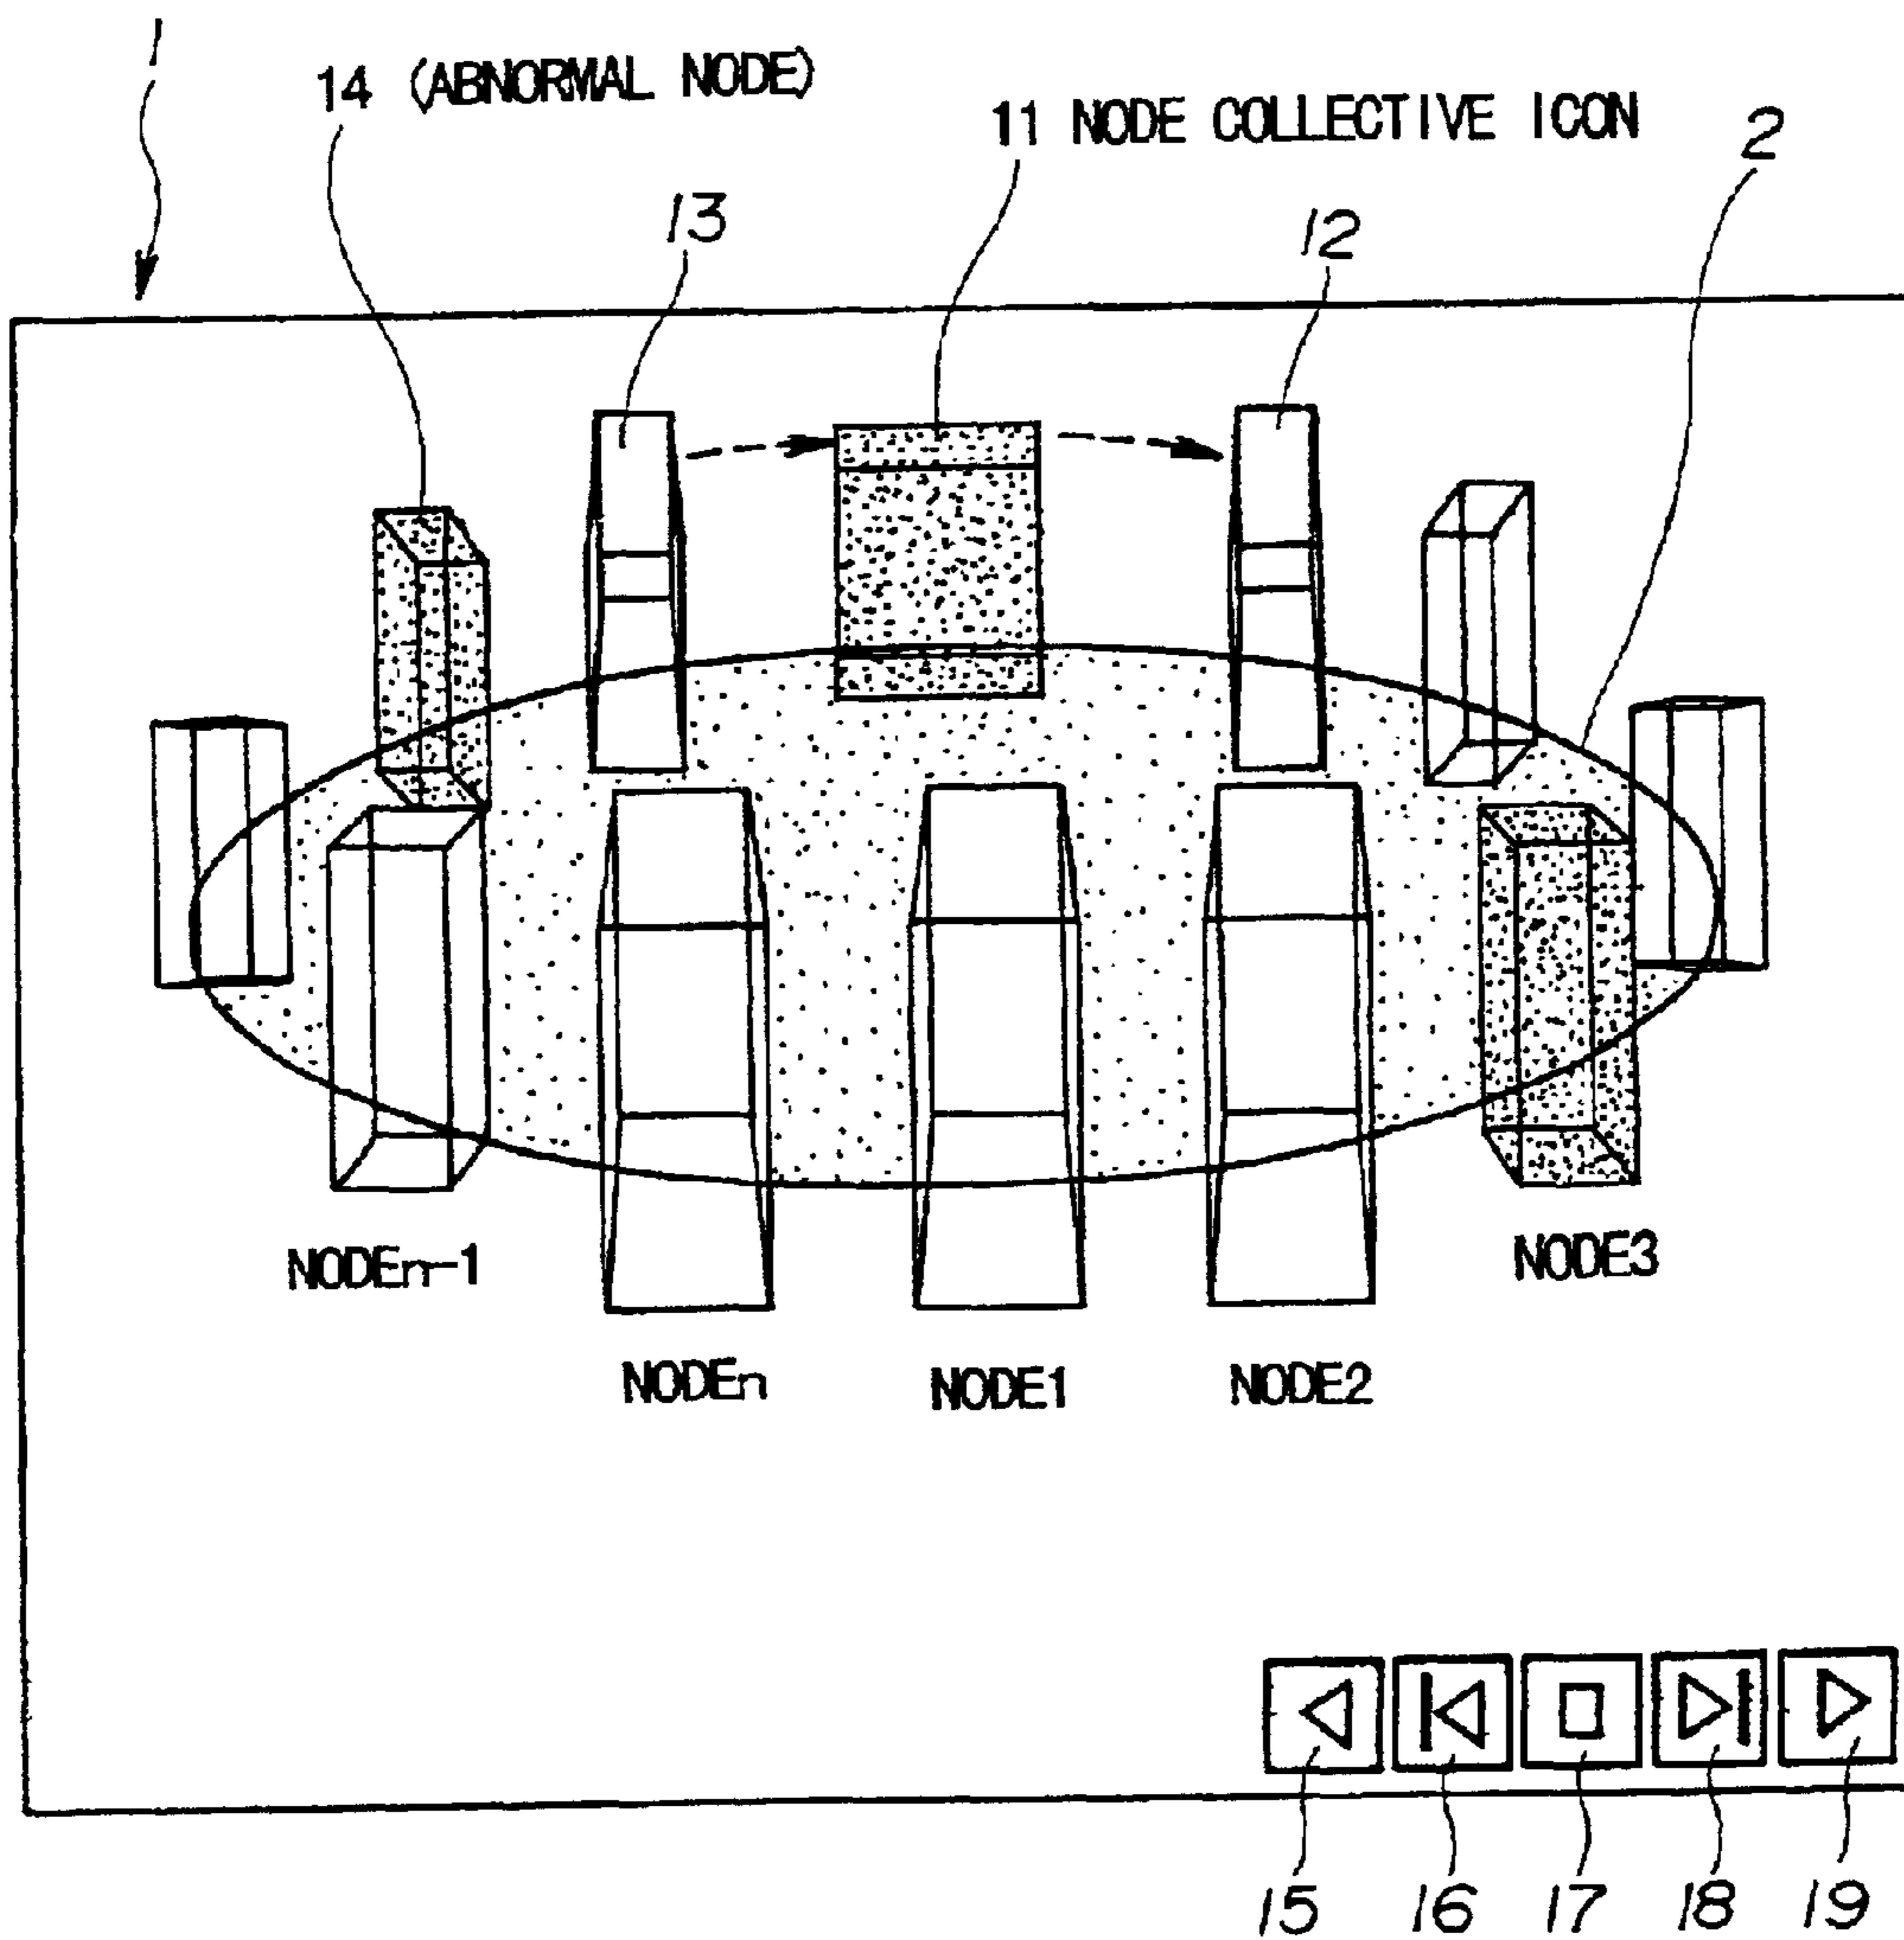 1
14 (ABNORMAL NODE)
11 NODE COLLECTIVE ICON
2
13
12
NODEn-1
NODE3
NODEn
NODE1
NODE2
15
16
17
18
19